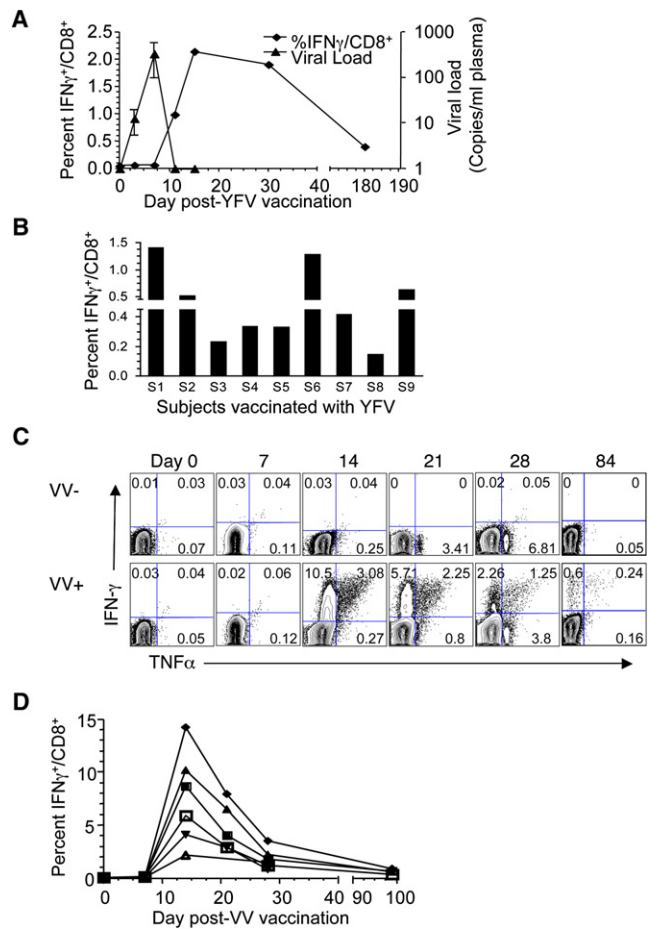 A
Percent IFNγ+/CD8+
2.5
2.0
1.5
1.0
0.5
0.0
%IFNγ/CD8+
Viral Load
1000
100
10
1
Viral load
(Copies/ml plasma)
0 10 20 30 40 180 190
Day post-YFV vaccination
B
Percent IFNγ+/CD8+
1.5
1.0
0.5
0.4
0.2
0.0
S1 S2 S3 S4 S5 S6 S7 S8 S9
Subjects vaccinated with YFV
C
Day 0 7 14 21 28 84
VV-
0.01 0.03 0.03 0.04 0.03 0.04 0 0 0.02 0.05 0 0
0.07 0.11 0.25 3.41 6.81 0.05
VV+
0.03 0.04 0.02 0.06 10.5 3.08 5.71 2.25 2.26 1.25 0.6 0.24
0.05 0.12 0.27 0.8 3.8 0.16
IFN-γ
TNFα
D
Percent IFNγ+/CD8+
15
10
5
0
0 10 20 30 40 90 100
Day post-VV vaccination